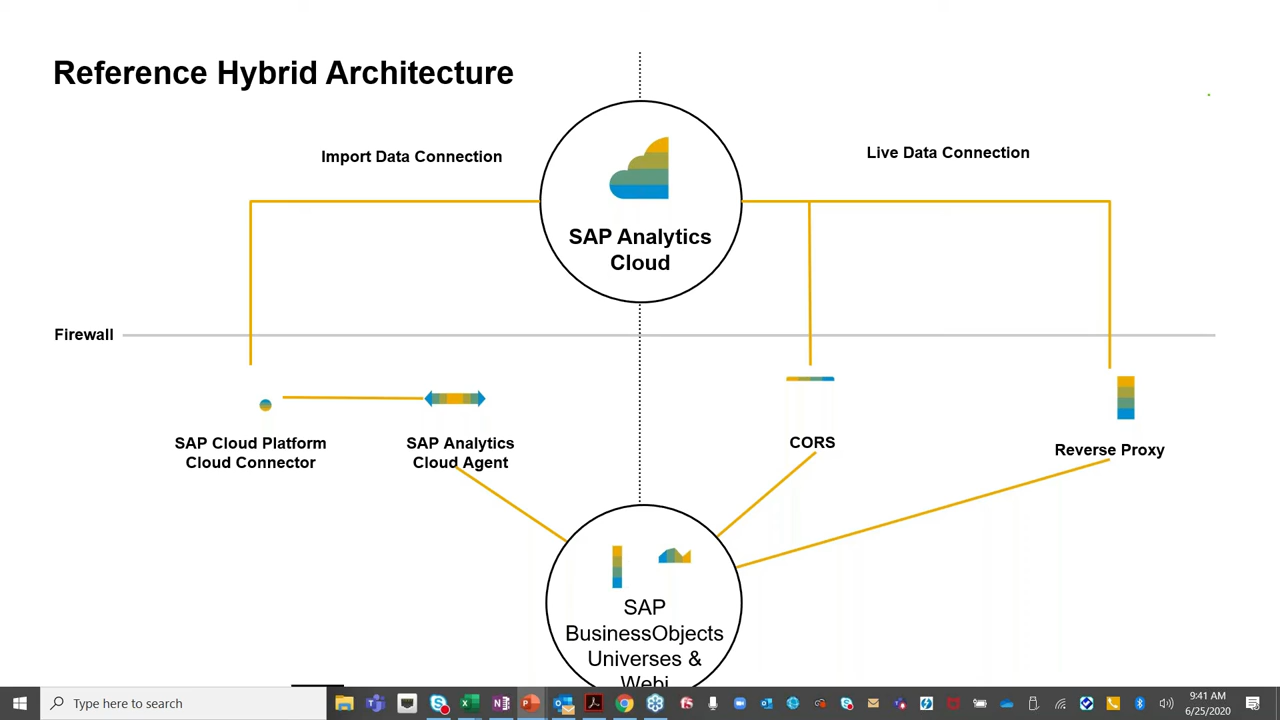 Reference Hybrid Architecture
Import Data Connection
Live Data Connection
SAP Analytics
Cloud
Firewall
SAP Cloud Platform
Cloud Connector
SAP Analytics
Cloud Agent
CORS
Reverse Proxy
SAP
BusinessObjects
Universes &
Webi
Type here to search
9:41 AM
6/25/2020